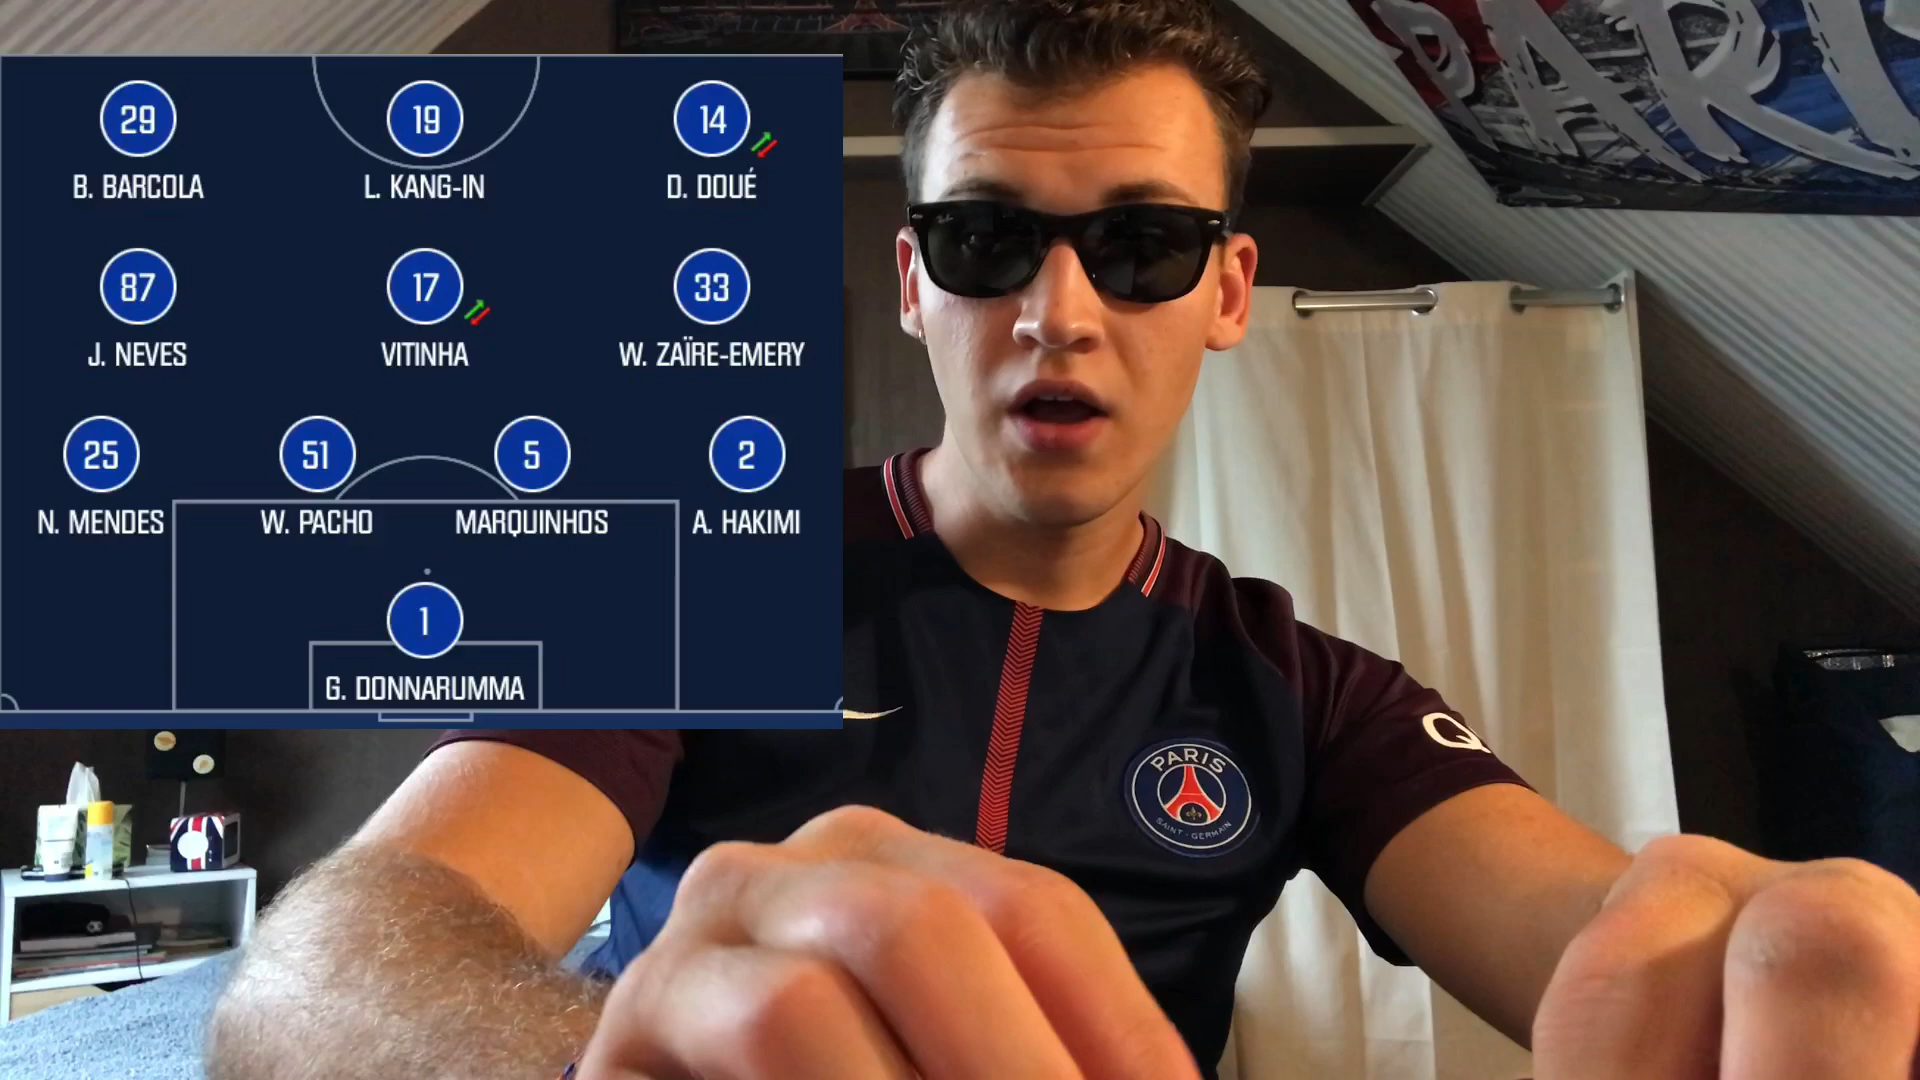 29
19
14
B. BARCOLA
L. KANG-IN
D. DOUÉ
87
17
33
J. NEVES
VITINHA
W. ZAÏRE-EMERY
25
51
5
2
N. MENDES
W. PACHO
MARQUINHOS
A. HAKIMI
1
G. DONNARUMMA
PARIS
SAINT-GERMAIN
Q
PARI